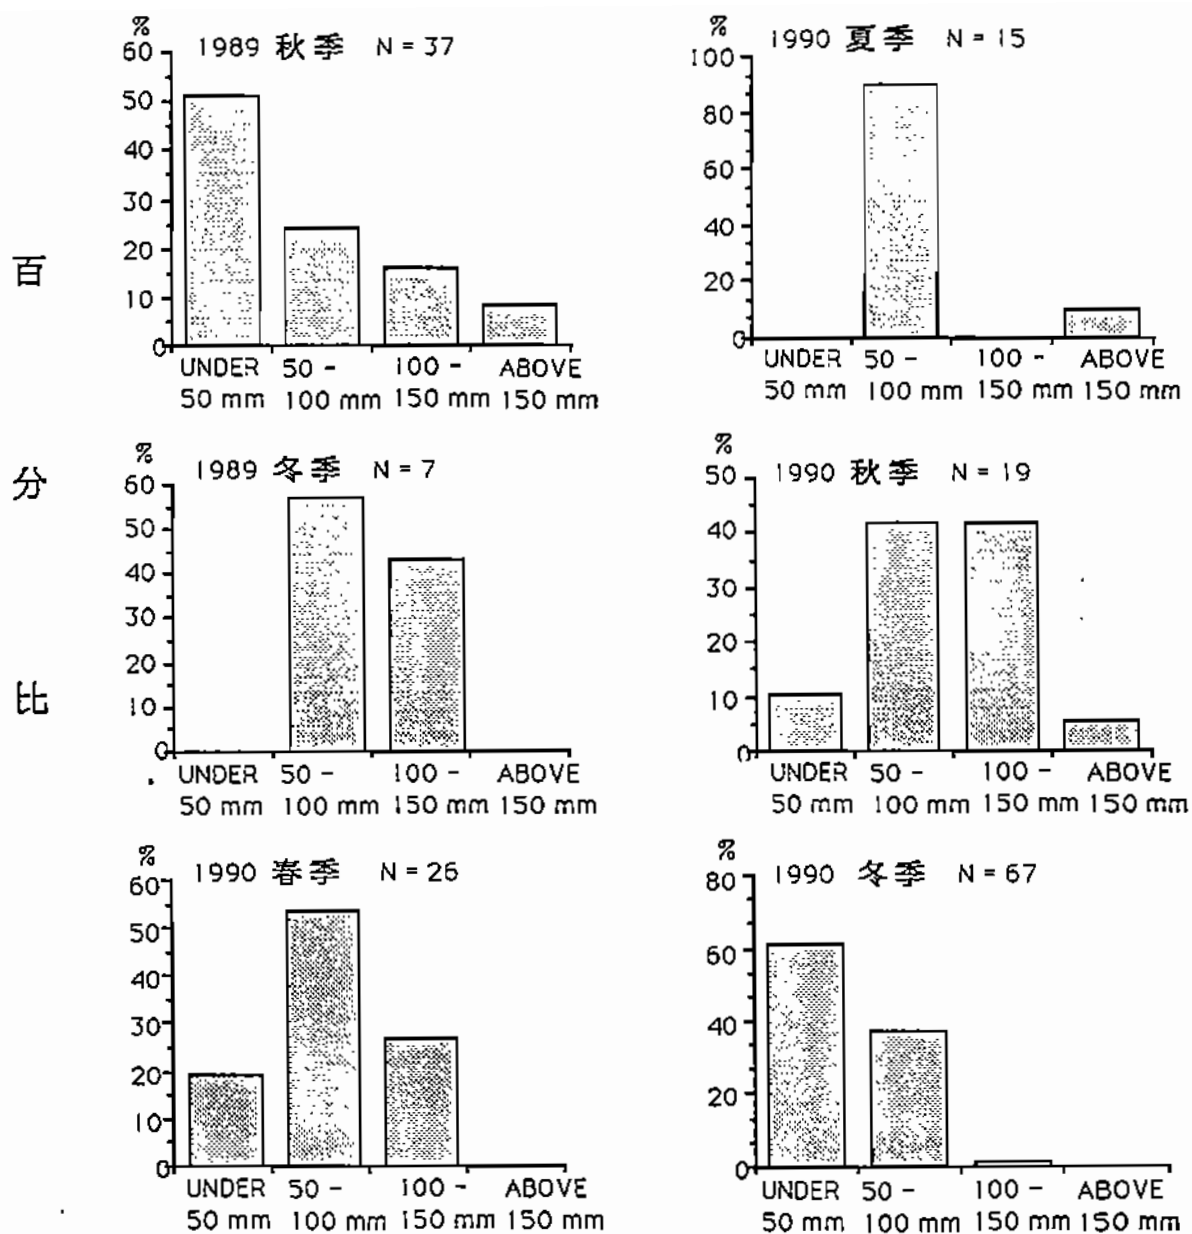 百
分
比
%
1989 秋季 N = 37
60
50
40
30
20
10
0
UNDER 50 - 100 - ABOVE
50 mm 100 mm 150 mm 150 mm
%
1990 夏季 N = 15
100
80
60
40
20
0
UNDER 50 - 100 - ABOVE
50 mm 100 mm 150 mm 150 mm
%
1989 冬季 N = 7
60
50
40
30
20
10
0
UNDER 50 - 100 - ABOVE
50 mm 100 mm 150 mm 150 mm
%
1990 秋季 N = 19
50
40
30
20
10
0
UNDER 50 - 100 - ABOVE
50 mm 100 mm 150 mm 150 mm
%
1990 春季 N = 26
60
50
40
30
20
10
0
UNDER 50 - 100 - ABOVE
50 mm 100 mm 150 mm 150 mm
%
1990 冬季 N = 67
80
60
40
20
0
UNDER 50 - 100 - ABOVE
50 mm 100 mm 150 mm 150 mm